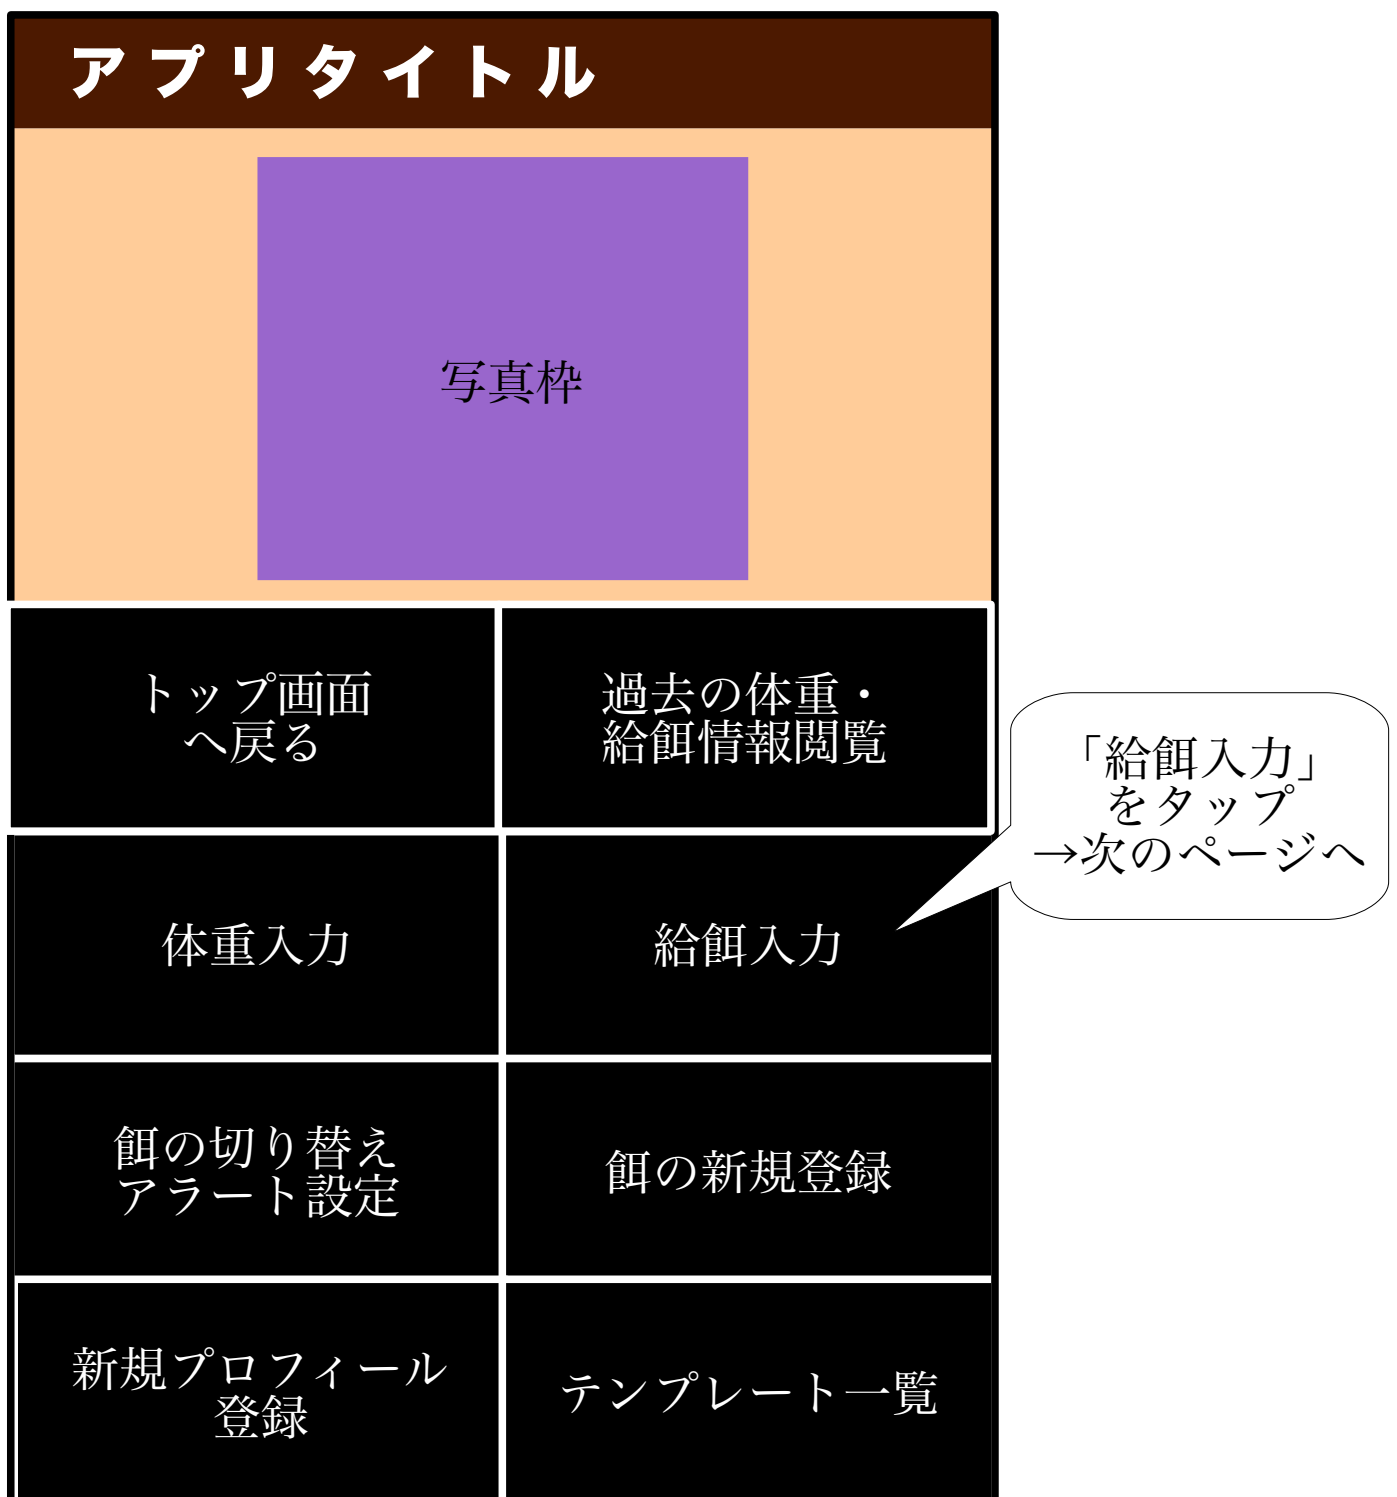 アプリタイトル
写真枠
トップ画面
へ戻る
過去の体重・
給餌情報閲覧
「給餌入力」
をタップ
→次のページへ
体重入力
給餌入力
餌の切り替え
アラート設定
餌の新規登録
新規プロフィール
登録
テンプレート一覧